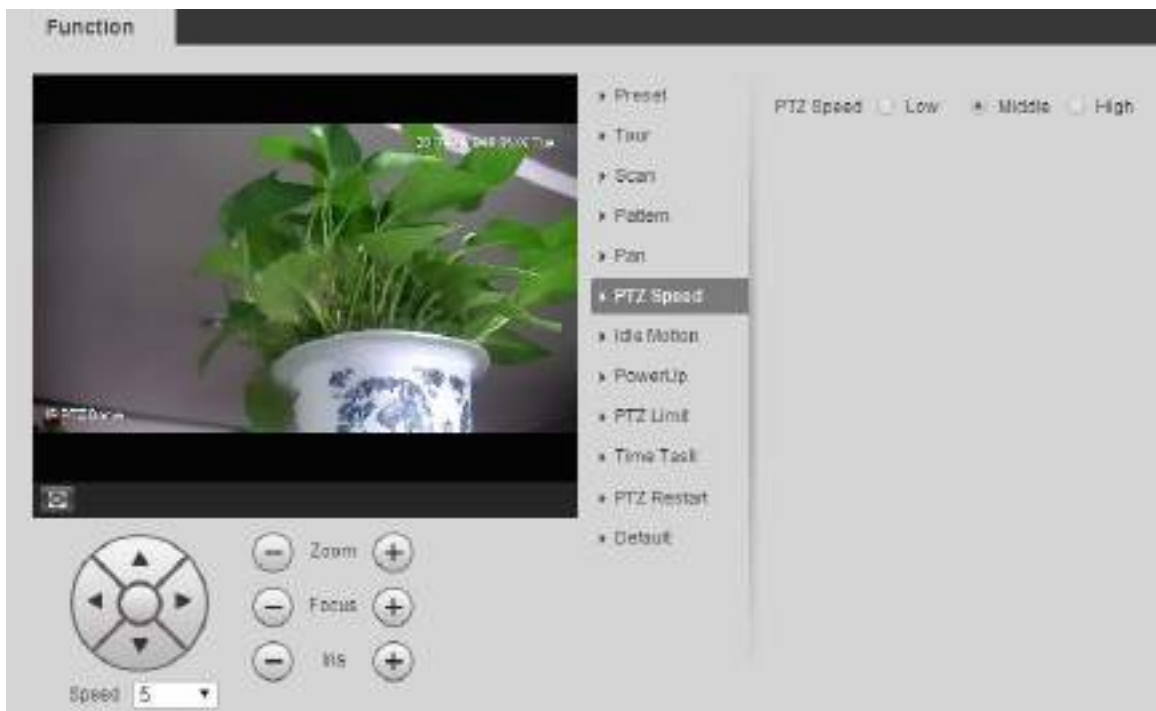 Function
Preset
Tour
Scan
Pattern
Pan
PTZ Speed
Idle Motion
PowerUp
PTZ Limit
Time Task
PTZ Restart
Default
PTZ Speed Low Middle High
Zoom
Focus
Iris
Speed 5